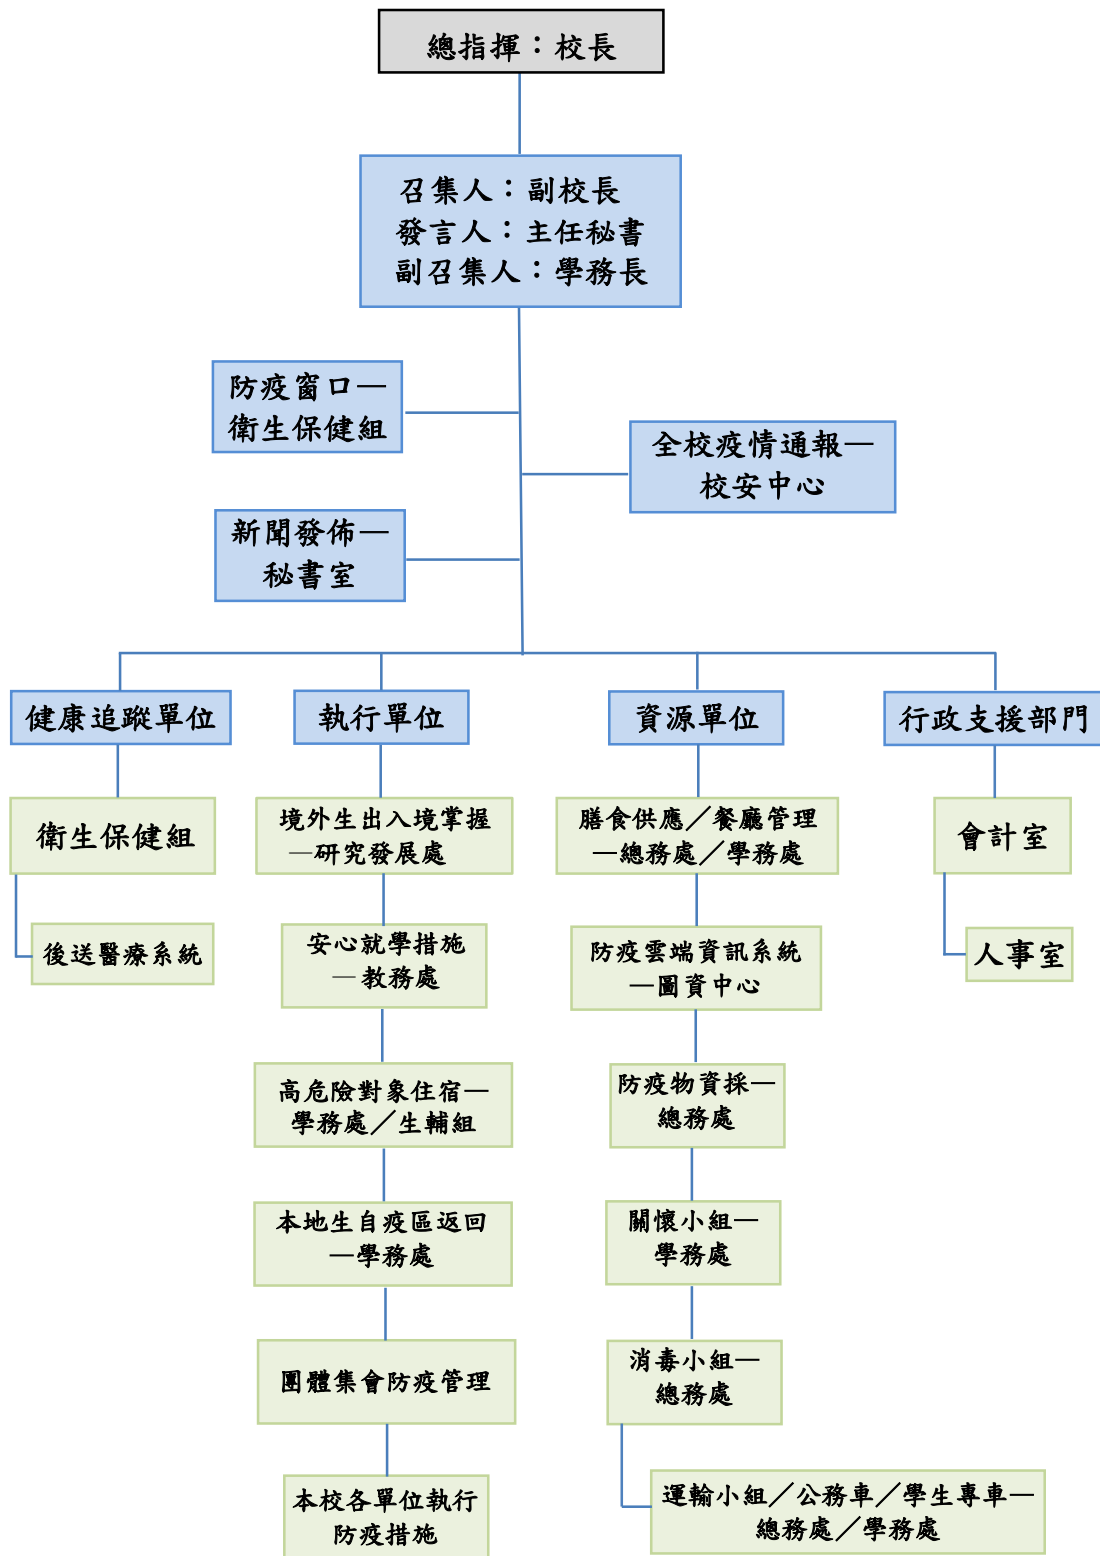 總指揮：校長
召集人：副校長
發言人：主任秘書
副召集人：學務長
防疫窗口—
衛生保健組
全校疫情通報—
校安中心
新聞發佈—
秘書室
健康追蹤單位
執行單位
資源單位
行政支援部門
衛生保健組
後送醫療系統
境外生出入境掌握
—研究發展處
安心就學措施
—教務處
高危險對象住宿—
學務處／生輔組
本地生自疫區返回
—學務處
團體集會防疫管理
本校各單位執行
防疫措施
膳食供應／餐廳管理
—總務處／學務處
防疫雲端資訊系統
—圖資中心
防疫物資採—
總務處
關懷小組—
學務處
消毒小組—
總務處
運輸小組／公務車／學生專車—
總務處／學務處
會計室
人事室